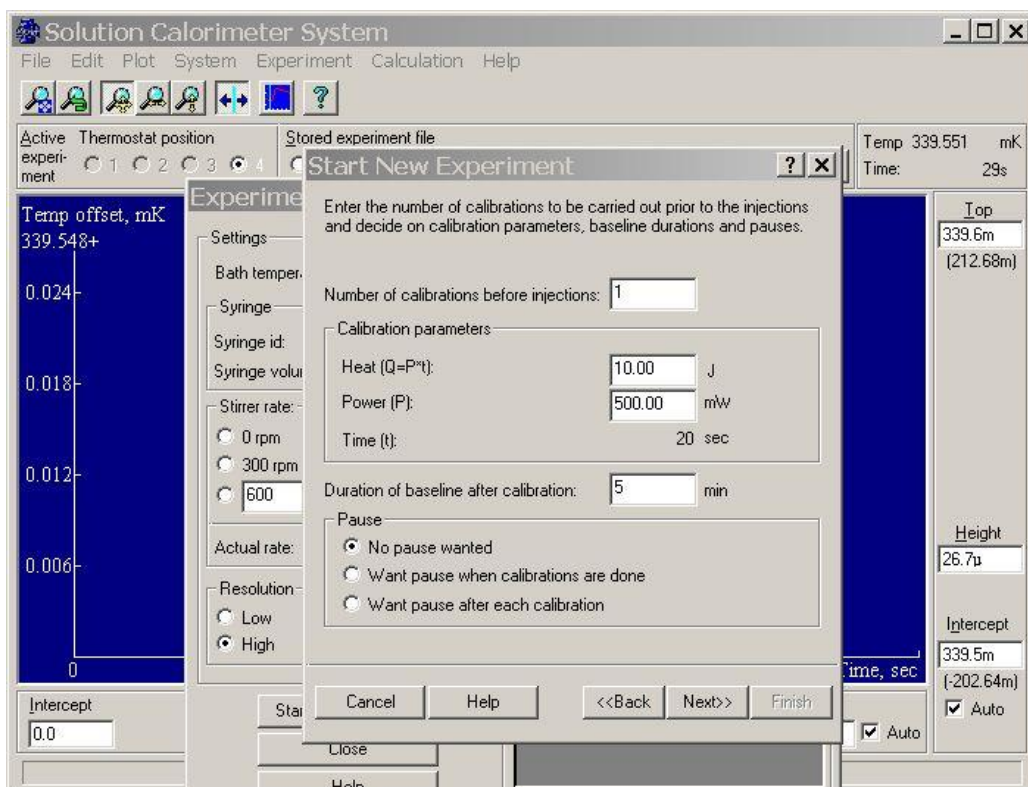 Solution Calorimeter System
File Edit Plot System Experiment Calculation Help
Active experi- ment
Thermostat position
1 2 3 4
Stored experiment file
Temp 339.551 mK
Time: 29s
Temp offset, mK
339.548+
0.024
0.018
0.012
0.006
0
Time, sec
Intercept
0.0
Settings
Syringe
Syringe id:
Stirrer rate:
0 rpm
300 rpm
600
Actual rate:
Resolution
Low
High
Close
Help
Start New Experiment
Enter the number of calibrations to be carried out prior to the injections
and decide on calibration parameters, baseline durations and pauses.
Number of calibrations before injections: 1
Calibration parameters
Heat (Q=P*t): 10.00 J
Power (P): 500.00 mW
Time (t): 20 sec
Duration of baseline after calibration: 5 min
Pause
No pause wanted
Want pause when calibrations are done
Want pause after each calibration
Cancel Help <<Back Next>> Finish
Top
339.6m
(212.68m)
Height
26.7µ
Intercept
339.5m
(-202.64m)
Auto
Auto